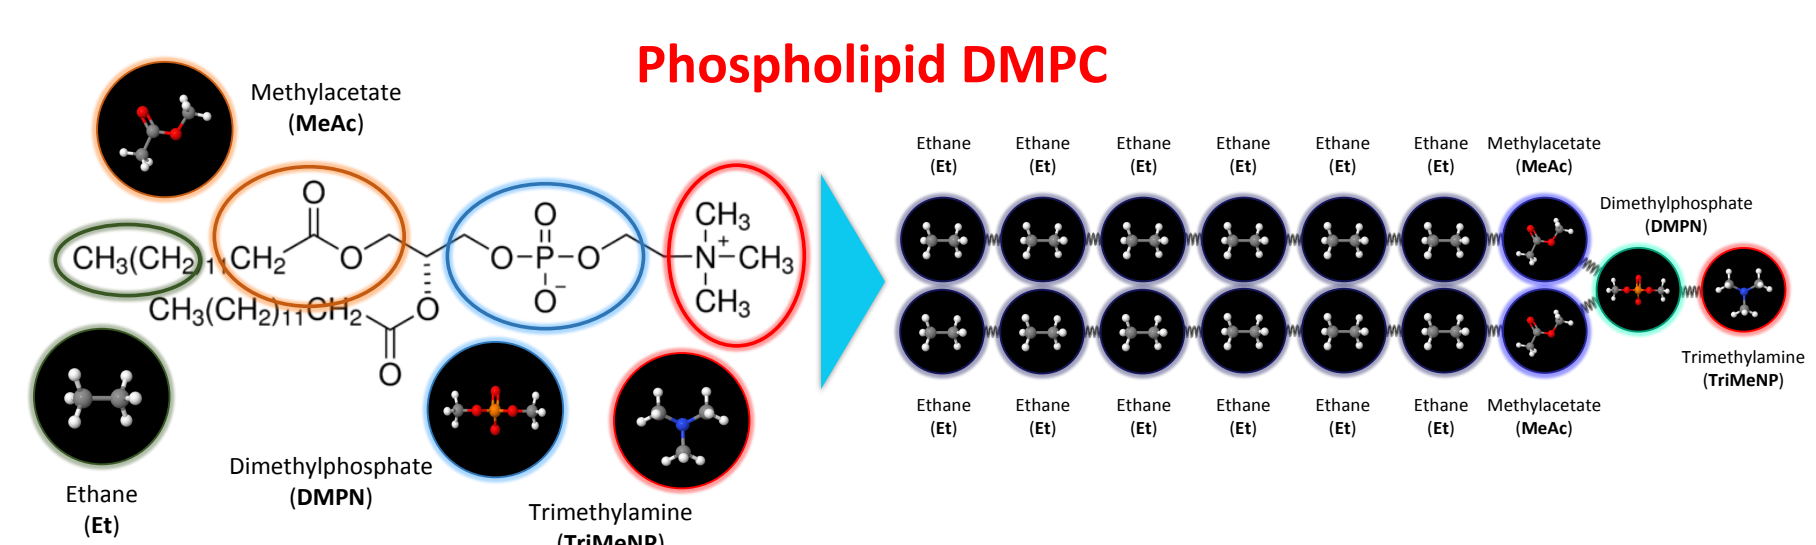 Phospholipid DMPC
Methylacetate
(MeAc)
O
CH3(CH2)11CH2
O
O
O
P
O
O−
CH3
N+
CH3
CH3
CH3(CH2)11CH2
O
O
Ethane
(Et)
Dimethylphosphate
(DMPN)
Trimethylamine
(TriMeNP)
Ethane Ethane Ethane Ethane Ethane Ethane Methylacetate
(Et) (Et) (Et) (Et) (Et) (Et) (MeAc)
Dimethylphosphate
(DMPN)
Trimethylamine
(TriMeNP)
Ethane Ethane Ethane Ethane Ethane Ethane Methylacetate
(Et) (Et) (Et) (Et) (Et) (Et) (MeAc)